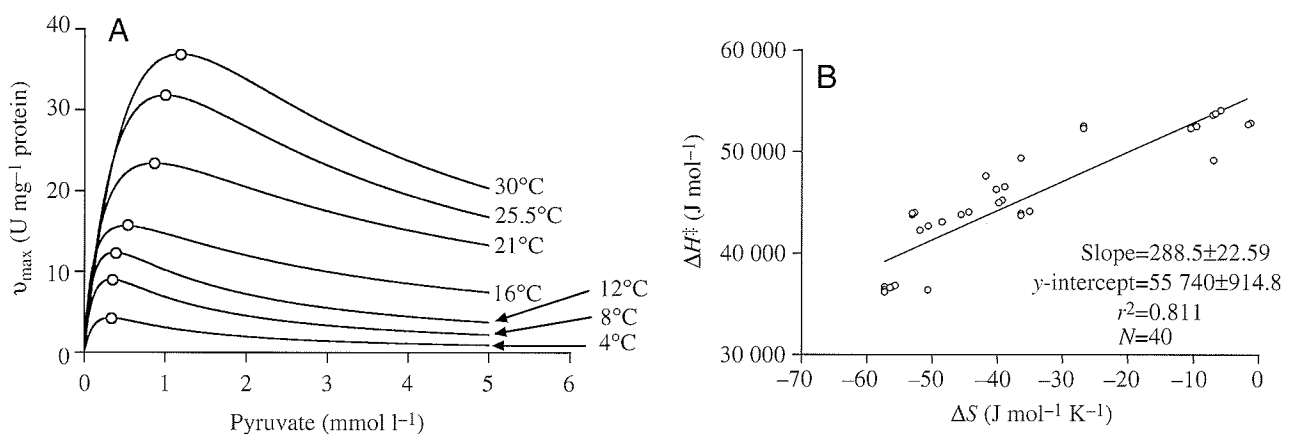 A
40
30
20
10
0
υmax (U mg⁻¹ protein)
30°C
25.5°C
21°C
16°C
12°C
8°C
4°C
0 1 2 3 4 5 6
Pyruvate (mmol l⁻¹)
B
60 000
50 000
40 000
30 000
ΔH‡ (J mol⁻¹)
Slope=288.5±22.59
y-intercept=55 740±914.8
r²=0.811
N=40
–70 –60 –50 –40 –30 –20 –10 0
ΔS (J mol⁻¹ K⁻¹)